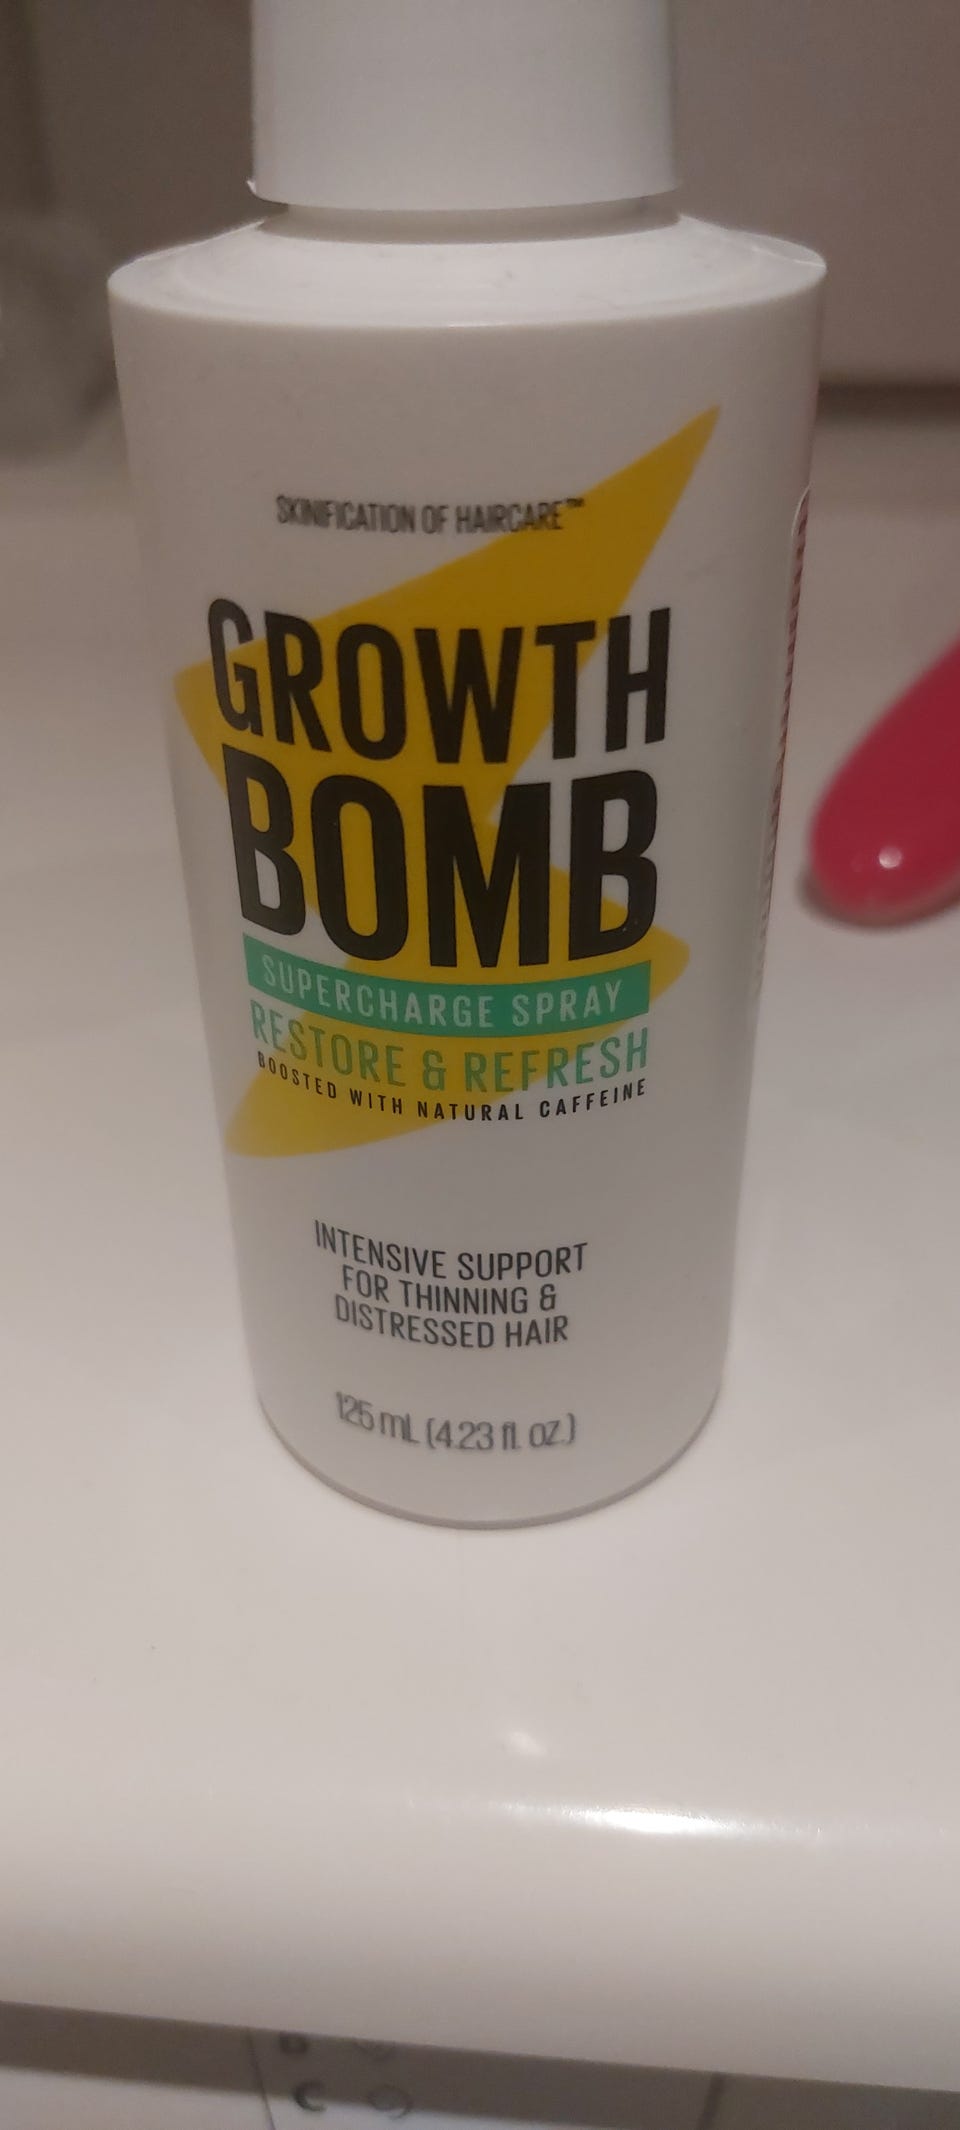 SKINIFICATION OF HAIRCARE™
GROWTH
BOMB
SUPERCHARGE SPRAY
RESTORE & REFRESH
BOOSTED WITH NATURAL CAFFEINE
INTENSIVE SUPPORT
FOR THINNING &
DISTRESSED HAIR
125 mL (4.23 fl. oz.)
C